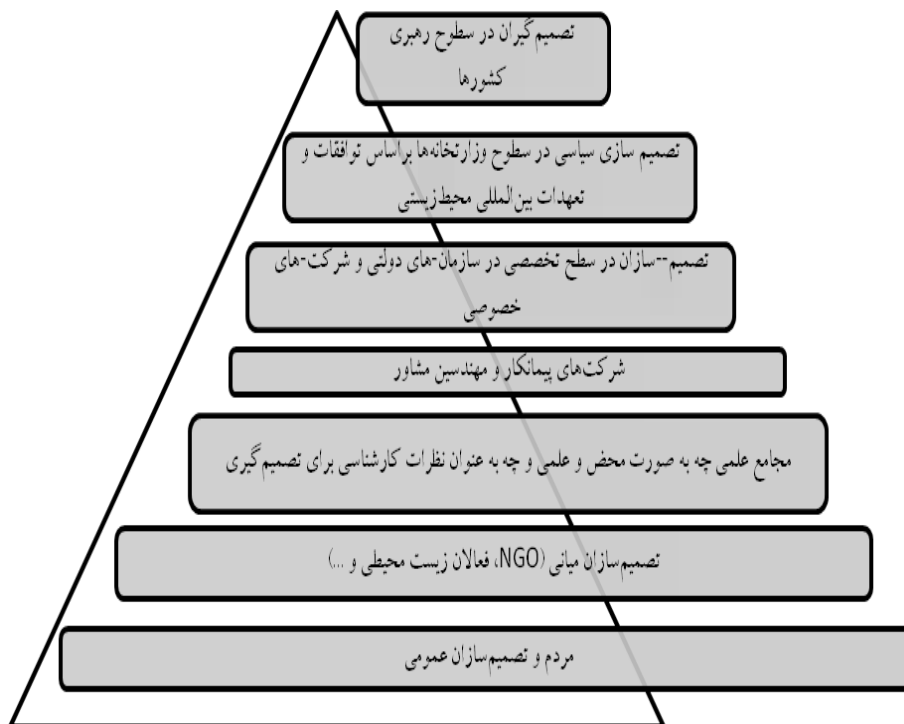 تصمیم‌گیران در سطوح رهبری
کشورها
تصمیم سازی سیاسی در سطوح وزارتخانه‌ها براساس توافقات و
تعهدات بین‌المللی محیط‌زیستی
تصمیم--سازان در سطح تخصصی در سازمان-های دولتی و شرکت-های
خصوصی
شرکت‌های پیمانکار و مهندسین مشاور
مجامع علمی چه به صورت محض و علمی و چه به عنوان نظرات کارشناسی برای تصمیم‌گیری
تصمیم‌سازان میانی (NGO، فعالان زیست محیطی و ...)
مردم و تصمیم‌سازان عمومی